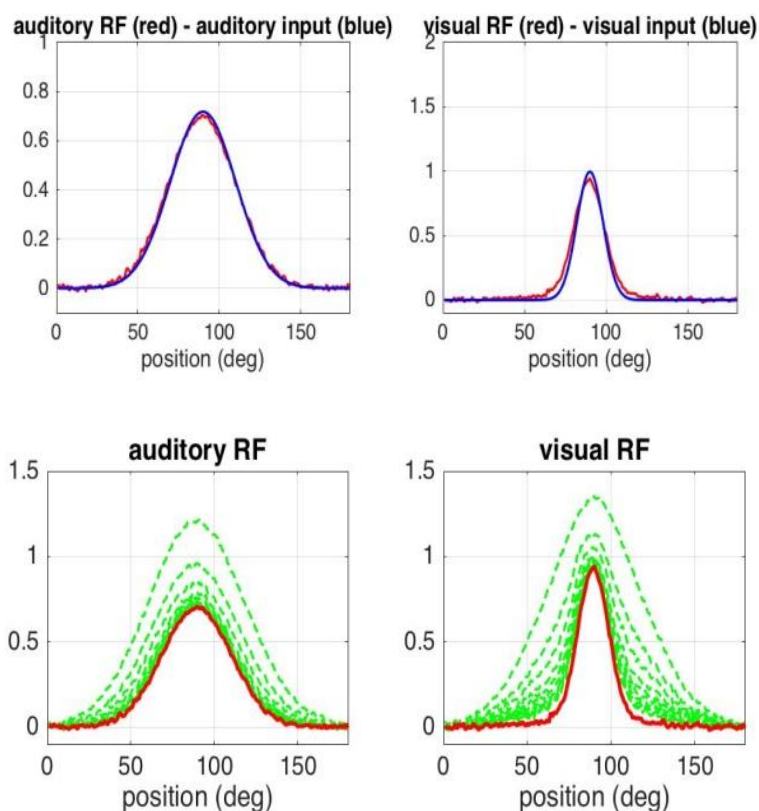 auditory RF (red) - auditory input (blue)
1
0.8
0.6
0.4
0.2
0
0 50 100 150
position (deg)
visual RF (red) - visual input (blue)
2
1.5
1
0.5
0
0 50 100 150
position (deg)
auditory RF
1.5
1
0.5
0
0 50 100 150
position (deg)
visual RF
1.5
1
0.5
0
0 50 100 150
position (deg)